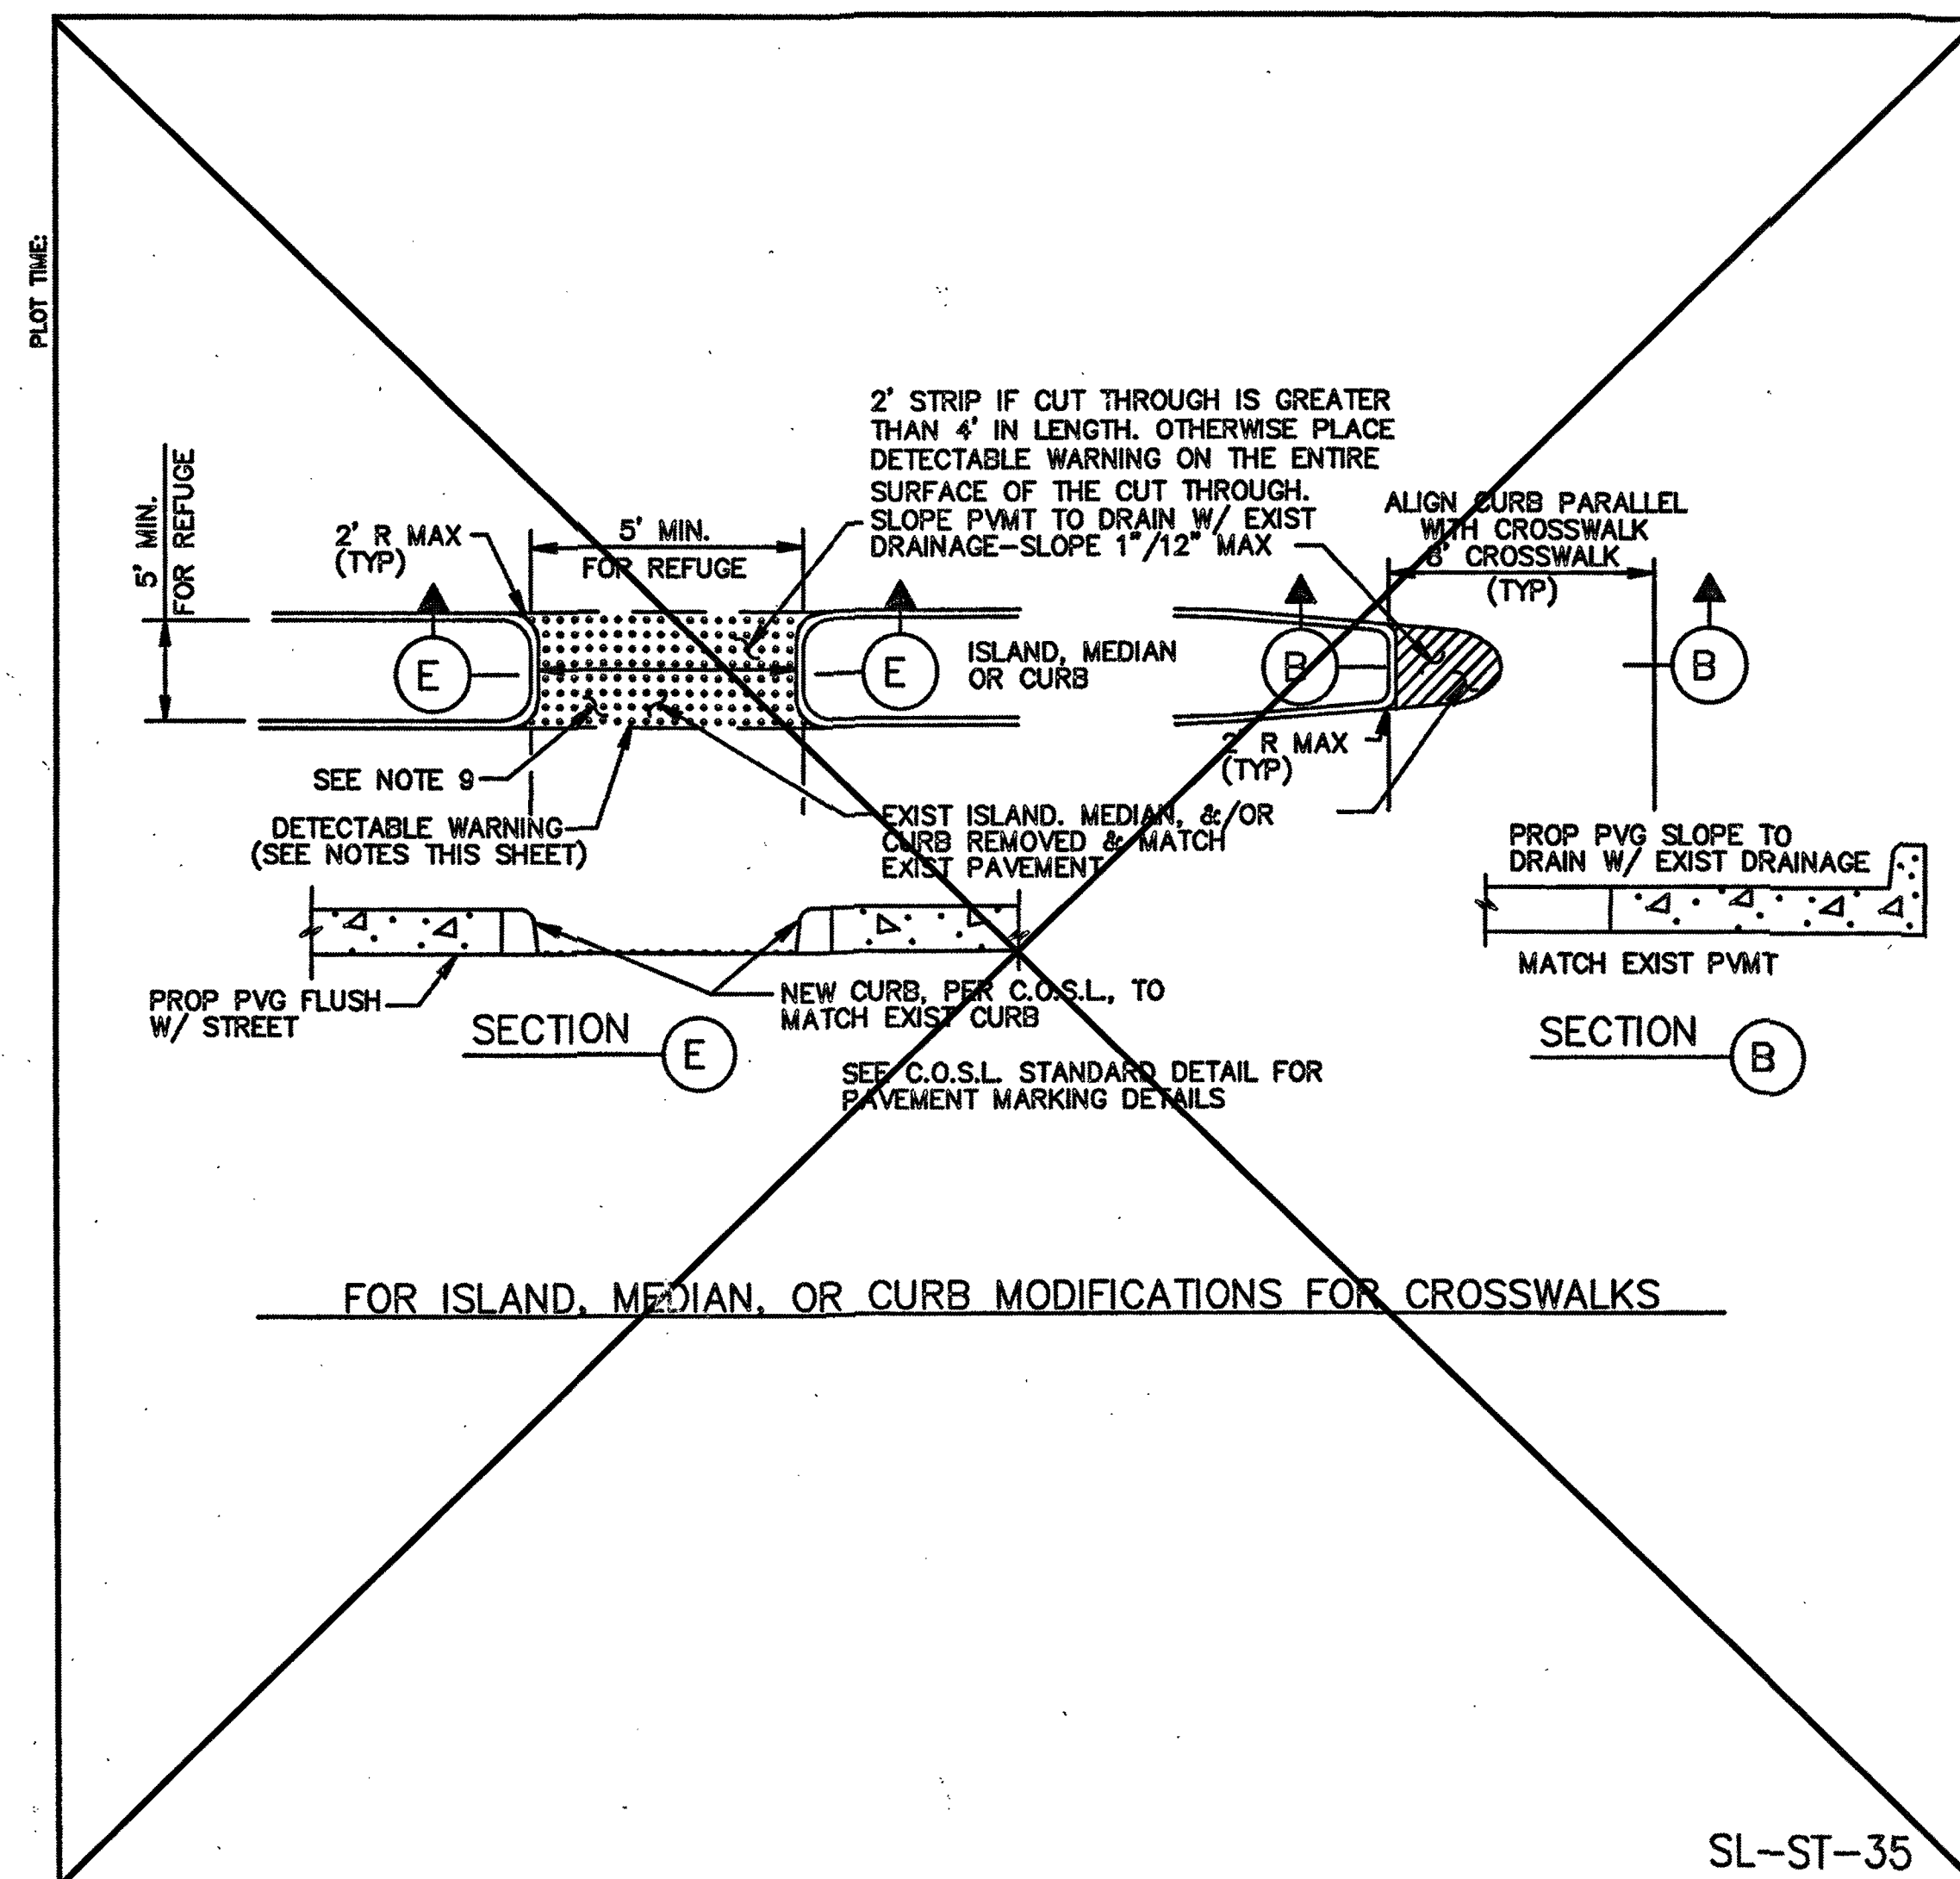 PLOT TIME:
2' STRIP IF CUT THROUGH IS GREATER
THAN 4' IN LENGTH. OTHERWISE PLACE
DETECTABLE WARNING ON THE ENTIRE
SURFACE OF THE CUT THROUGH.
SLOPE PVMT TO DRAIN W/ EXIST
DRAINAGE-SLOPE 1"/12" MAX
5' MIN.
FOR REFUGE
2' R MAX
(TYP)
5' MIN.
FOR REFUGE
ALIGN CURB PARALLEL
WITH CROSSWALK
CROSSWALK
(TYP)
E
E
ISLAND, MEDIAN
OR CURB
B
B
2' R MAX
(TYP)
SEE NOTE 9
DETECTABLE WARNING
(SEE NOTES THIS SHEET)
EXIST ISLAND. MEDIAN, &/OR
CURB REMOVED & MATCH
EXIST PAVEMENT
PROP PVG SLOPE TO
DRAIN W/ EXIST DRAINAGE
MATCH EXIST PVMT
PROP PVG FLUSH
W/ STREET
NEW CURB, PER C.O.S.L., TO
MATCH EXIST CURB
SECTION E
SECTION B
SEE C.O.S.L. STANDARD DETAIL FOR
PAVEMENT MARKING DETAILS
FOR ISLAND, MEDIAN, OR CURB MODIFICATIONS FOR CROSSWALKS
SL-ST-35